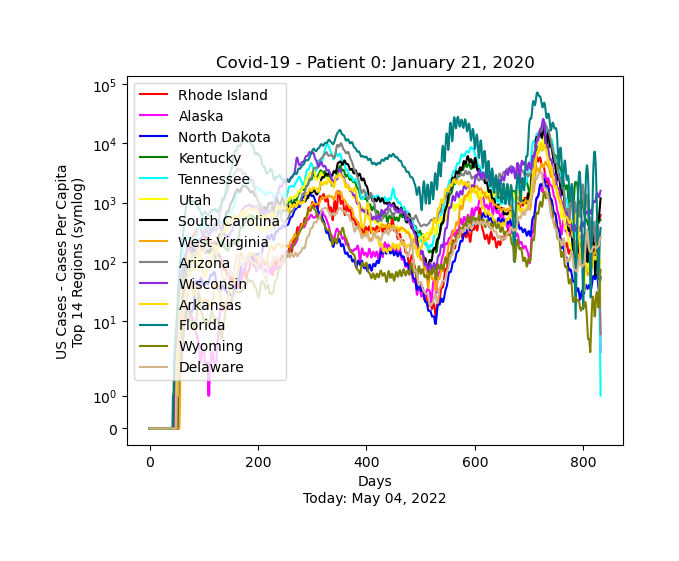 Covid-19 - Patient 0: January 21, 2020
US Cases - Cases Per Capita
Top 14 Regions (symlog)
10^5
10^4
10^3
10^2
10^1
10^0
0
Rhode Island
Alaska
North Dakota
Kentucky
Tennessee
Utah
South Carolina
West Virginia
Arizona
Wisconsin
Arkansas
Florida
Wyoming
Delaware
0 200 400 600 800
Days
Today: May 04, 2022